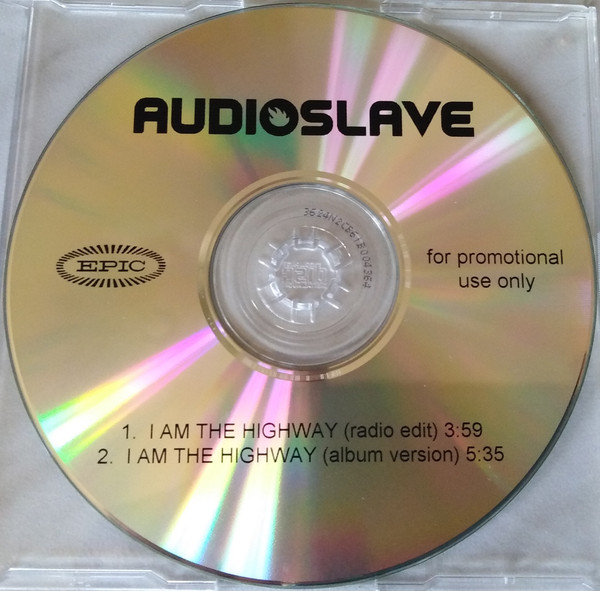 AUDIOSLAVE
EPIC
for promotional
use only
1. I AM THE HIGHWAY (radio edit) 3:59
2. I AM THE HIGHWAY (album version) 5:35